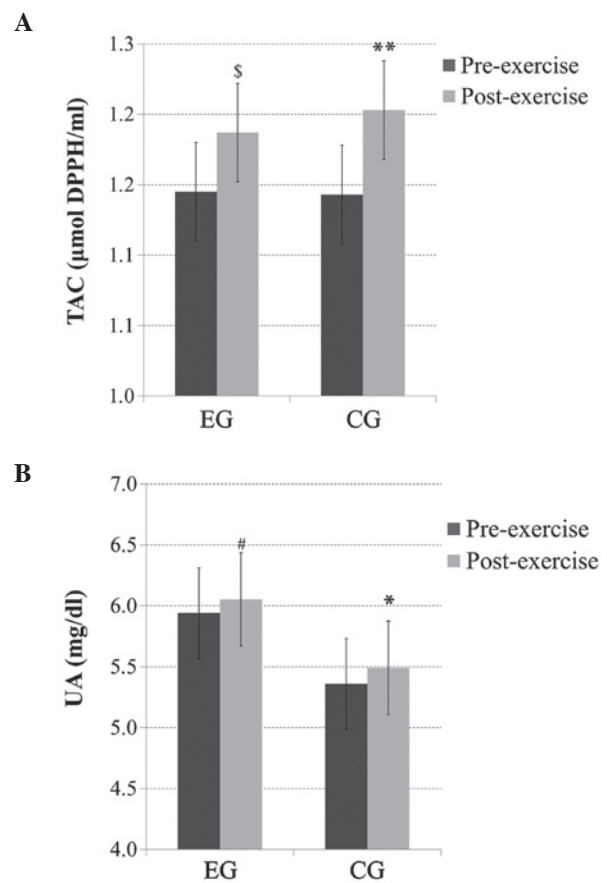 A
1.3
1.2
1.2
1.1
1.1
1.0
TAC (μmol DPPH/ml)
$
**
Pre-exercise
Post-exercise
EG CG
B
7.0
6.5
6.0
5.5
5.0
4.5
4.0
UA (mg/dl)
#
*
Pre-exercise
Post-exercise
EG CG